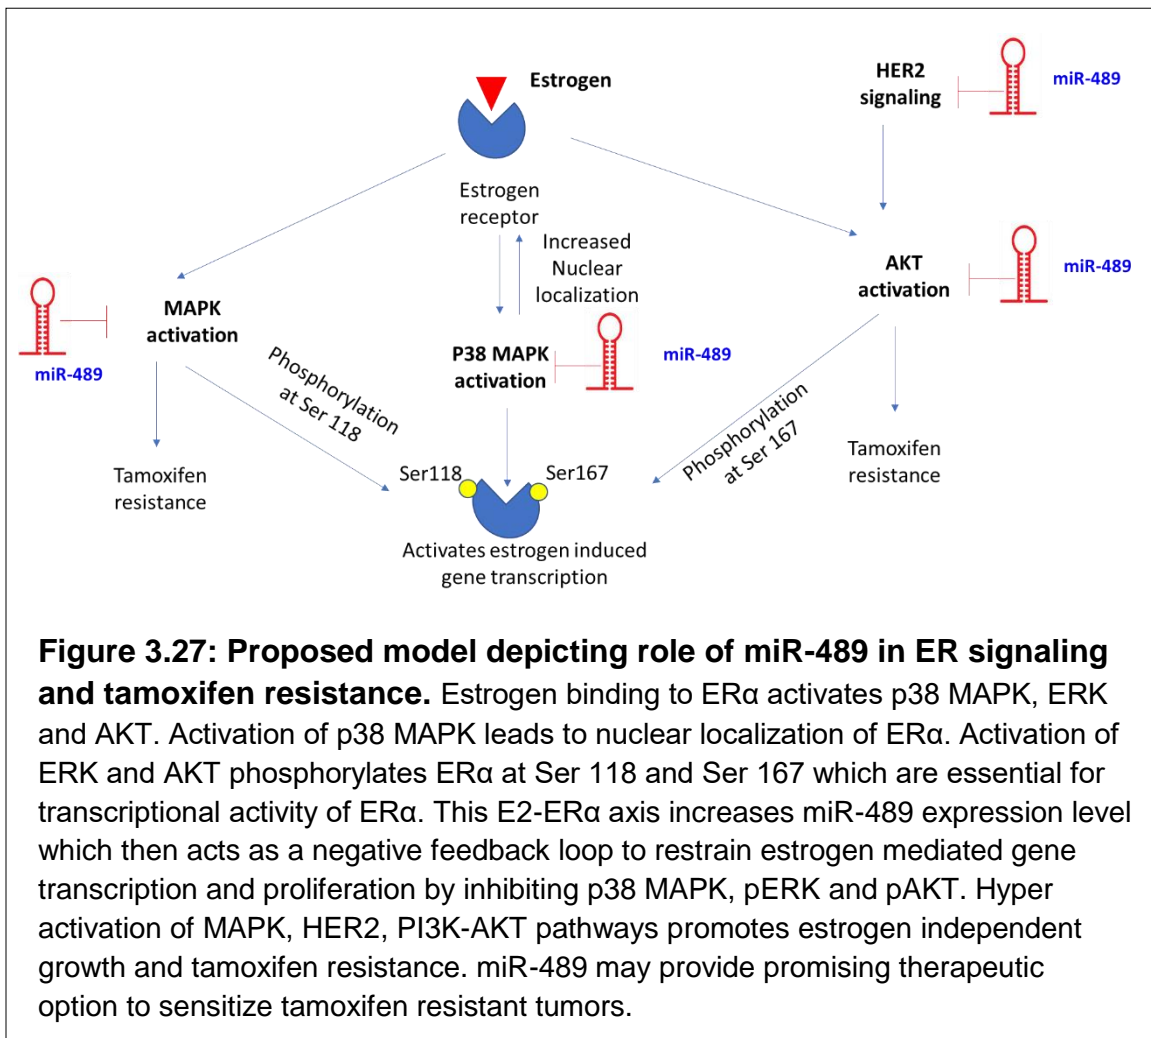 Estrogen
HER2
signaling
miR-489
Estrogen
receptor
Increased
Nuclear
localization
AKT
activation
miR-489
MAPK
activation
miR-489
P38 MAPK
activation
miR-489
Phosphorylation
at Ser 118
Phosphorylation
at Ser 167
Tamoxifen
resistance
Tamoxifen
resistance
Ser118
Ser167
Activates estrogen induced
gene transcription
Figure 3.27: Proposed model depicting role of miR-489 in ER signaling
and tamoxifen resistance. Estrogen binding to ERα activates p38 MAPK, ERK
and AKT. Activation of p38 MAPK leads to nuclear localization of ERα. Activation of
ERK and AKT phosphorylates ERα at Ser 118 and Ser 167 which are essential for
transcriptional activity of ERα. This E2-ERα axis increases miR-489 expression level
which then acts as a negative feedback loop to restrain estrogen mediated gene
transcription and proliferation by inhibiting p38 MAPK, pERK and pAKT. Hyper
activation of MAPK, HER2, PI3K-AKT pathways promotes estrogen independent
growth and tamoxifen resistance. miR-489 may provide promising therapeutic
option to sensitize tamoxifen resistant tumors.